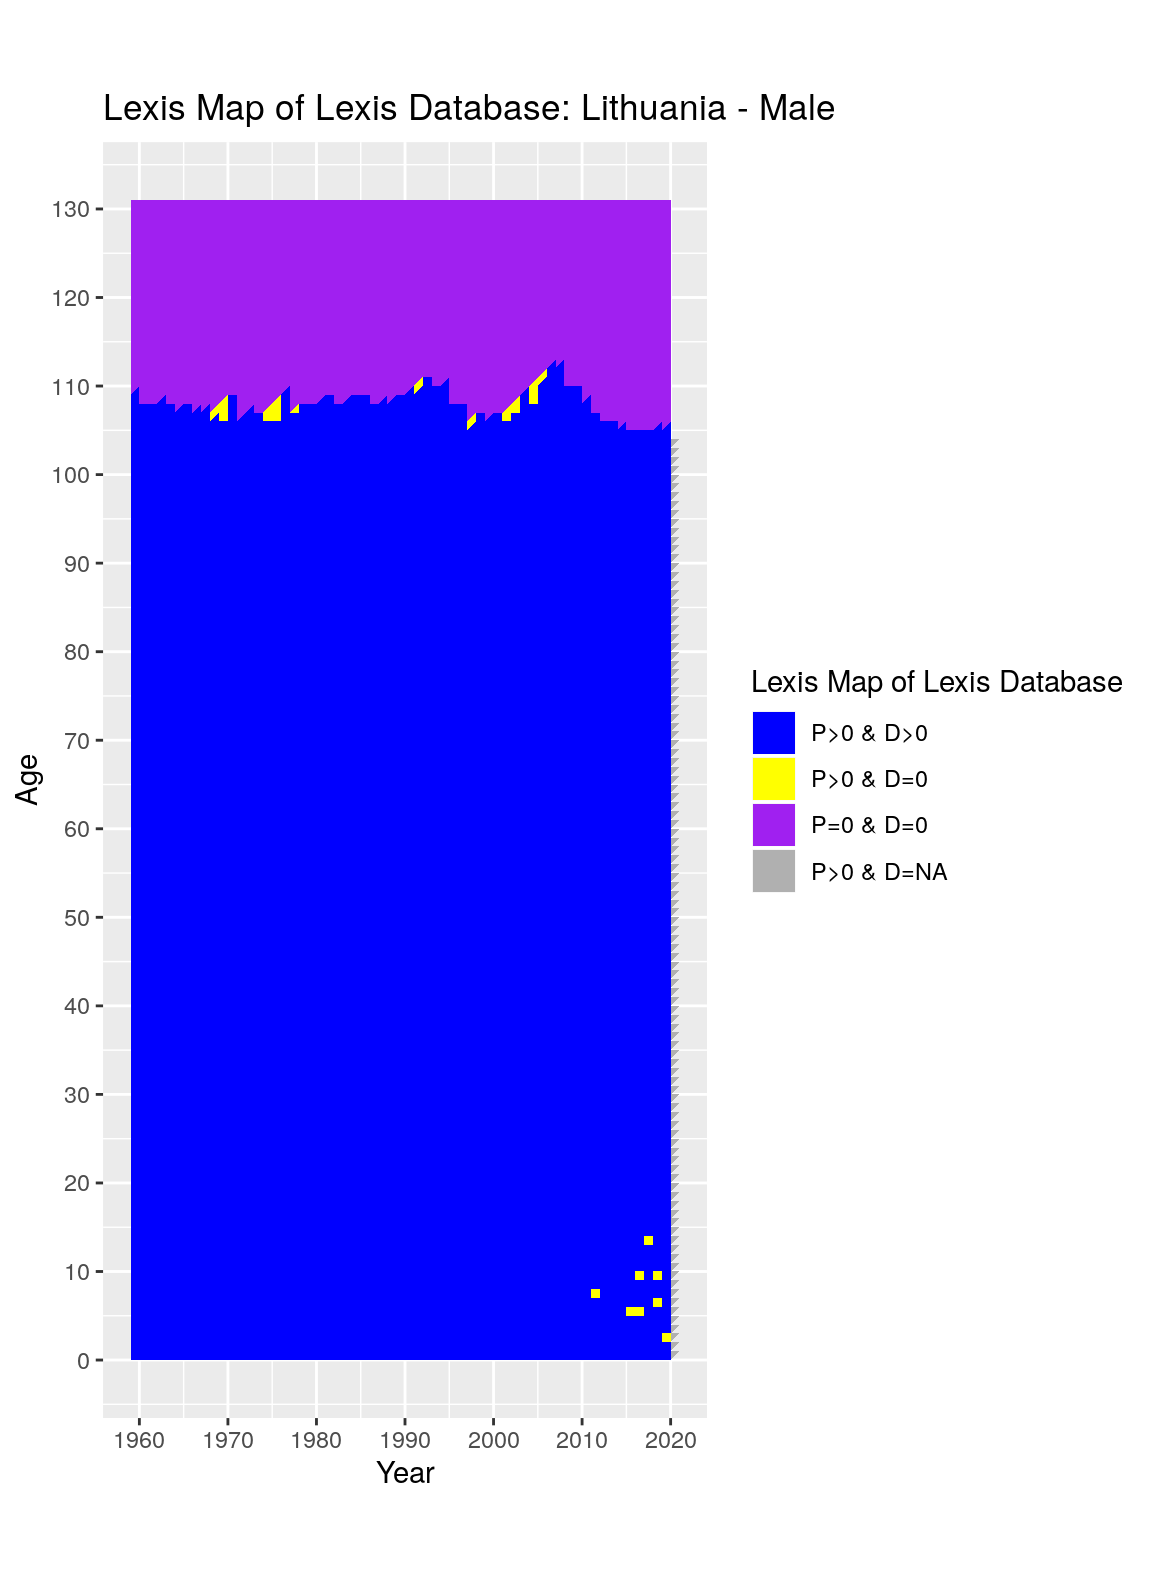 Lexis Map of Lexis Database: Lithuania - Male
130
120
110
100
90
80
70
60
50
40
30
20
10
0
Age
1960 1970 1980 1990 2000 2010 2020
Year
Lexis Map of Lexis Database
P>0 & D>0
P>0 & D=0
P=0 & D=0
P>0 & D=NA